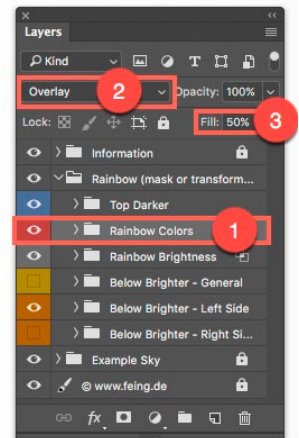 Layers
Kind
Overlay 2 Opacity: 100%
Lock: Fill: 50% 3
Information
Rainbow (mask or transform...
Top Darker
Rainbow Colors 1
Rainbow Brightness
Below Brighter - General
Below Brighter - Left Side
Below Brighter - Right Si...
Example Sky
© www.feing.de
fx